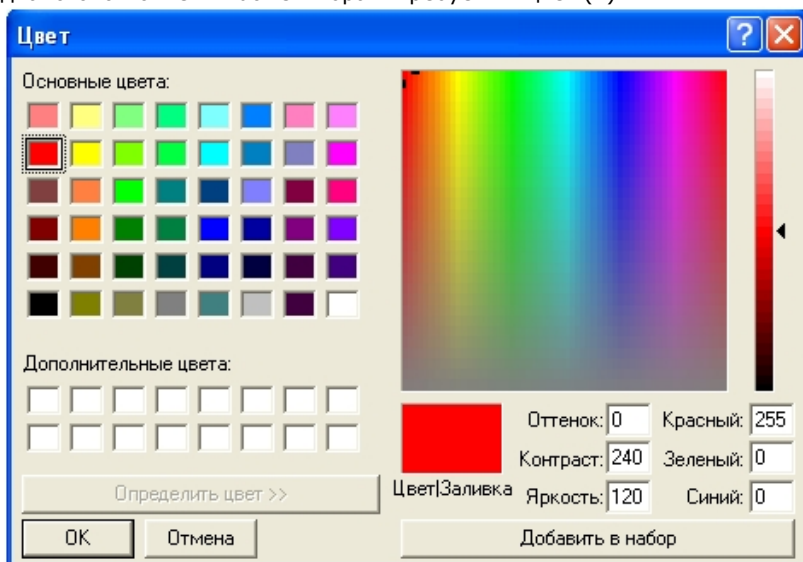 Цвет
Основные цвета:
Дополнительные цвета:
Определить цвет >>
ОК
Отмена
Цвет|Заливка
Оттенок: 0
Контраст: 240
Яркость: 120
Красный: 255
Зеленый: 0
Синий: 0
Добавить в набор